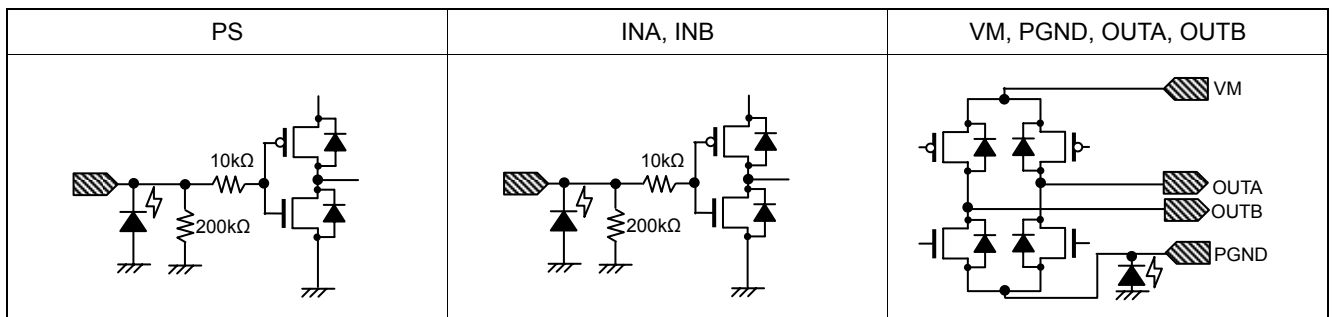 PS
10kΩ
200kΩ
INA, INB
10kΩ
200kΩ
VM, PGND, OUTA, OUTB
VM
OUTA
OUTB
PGND